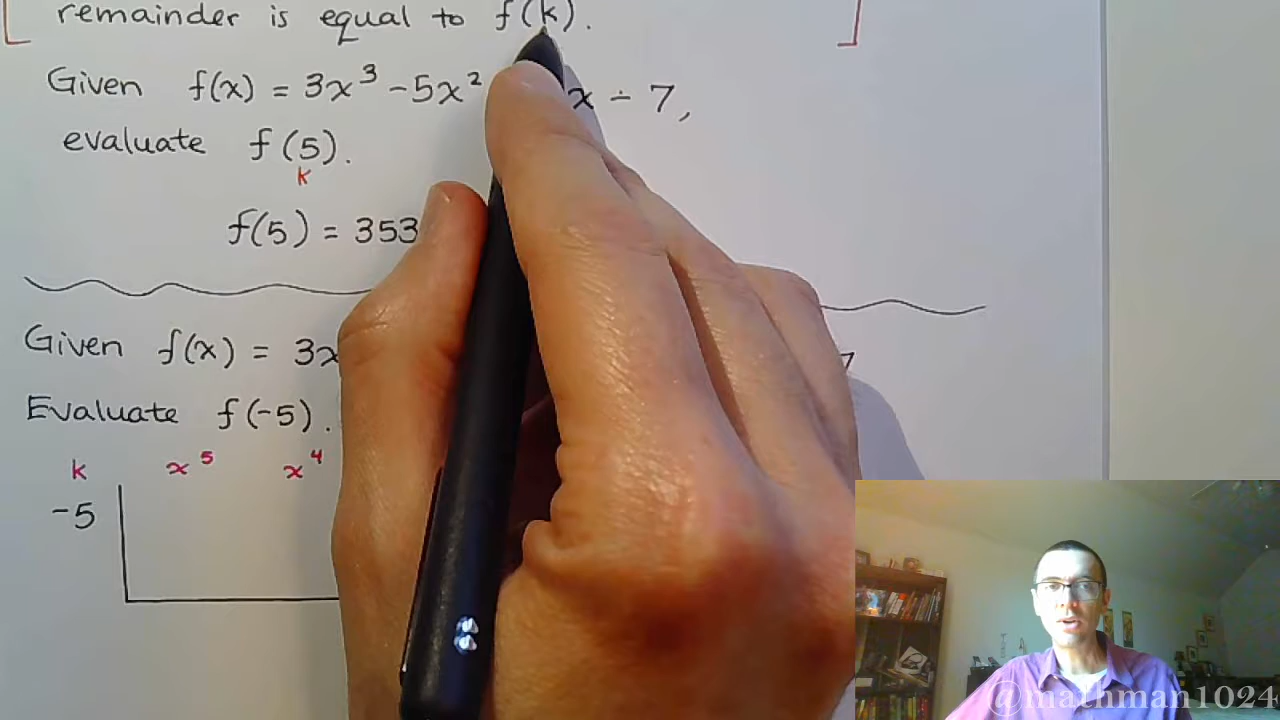 remainder is equal to f(k).
Given f(x) = 3x³ - 5x² x - 7,
evaluate f(5).
k
f(5) = 353
Given f(x) = 3x 7
Evaluate f(-5).
k x⁵ x⁴
-5
@mathman1024